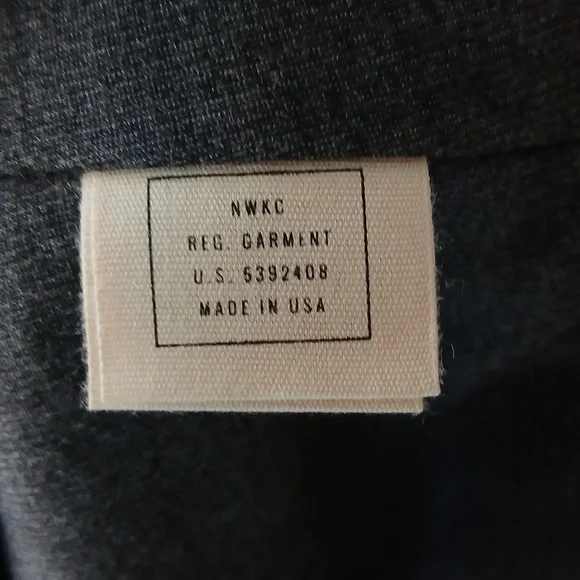 NWKC
REG. GARMENT
U.S. 5392408
MADE IN USA